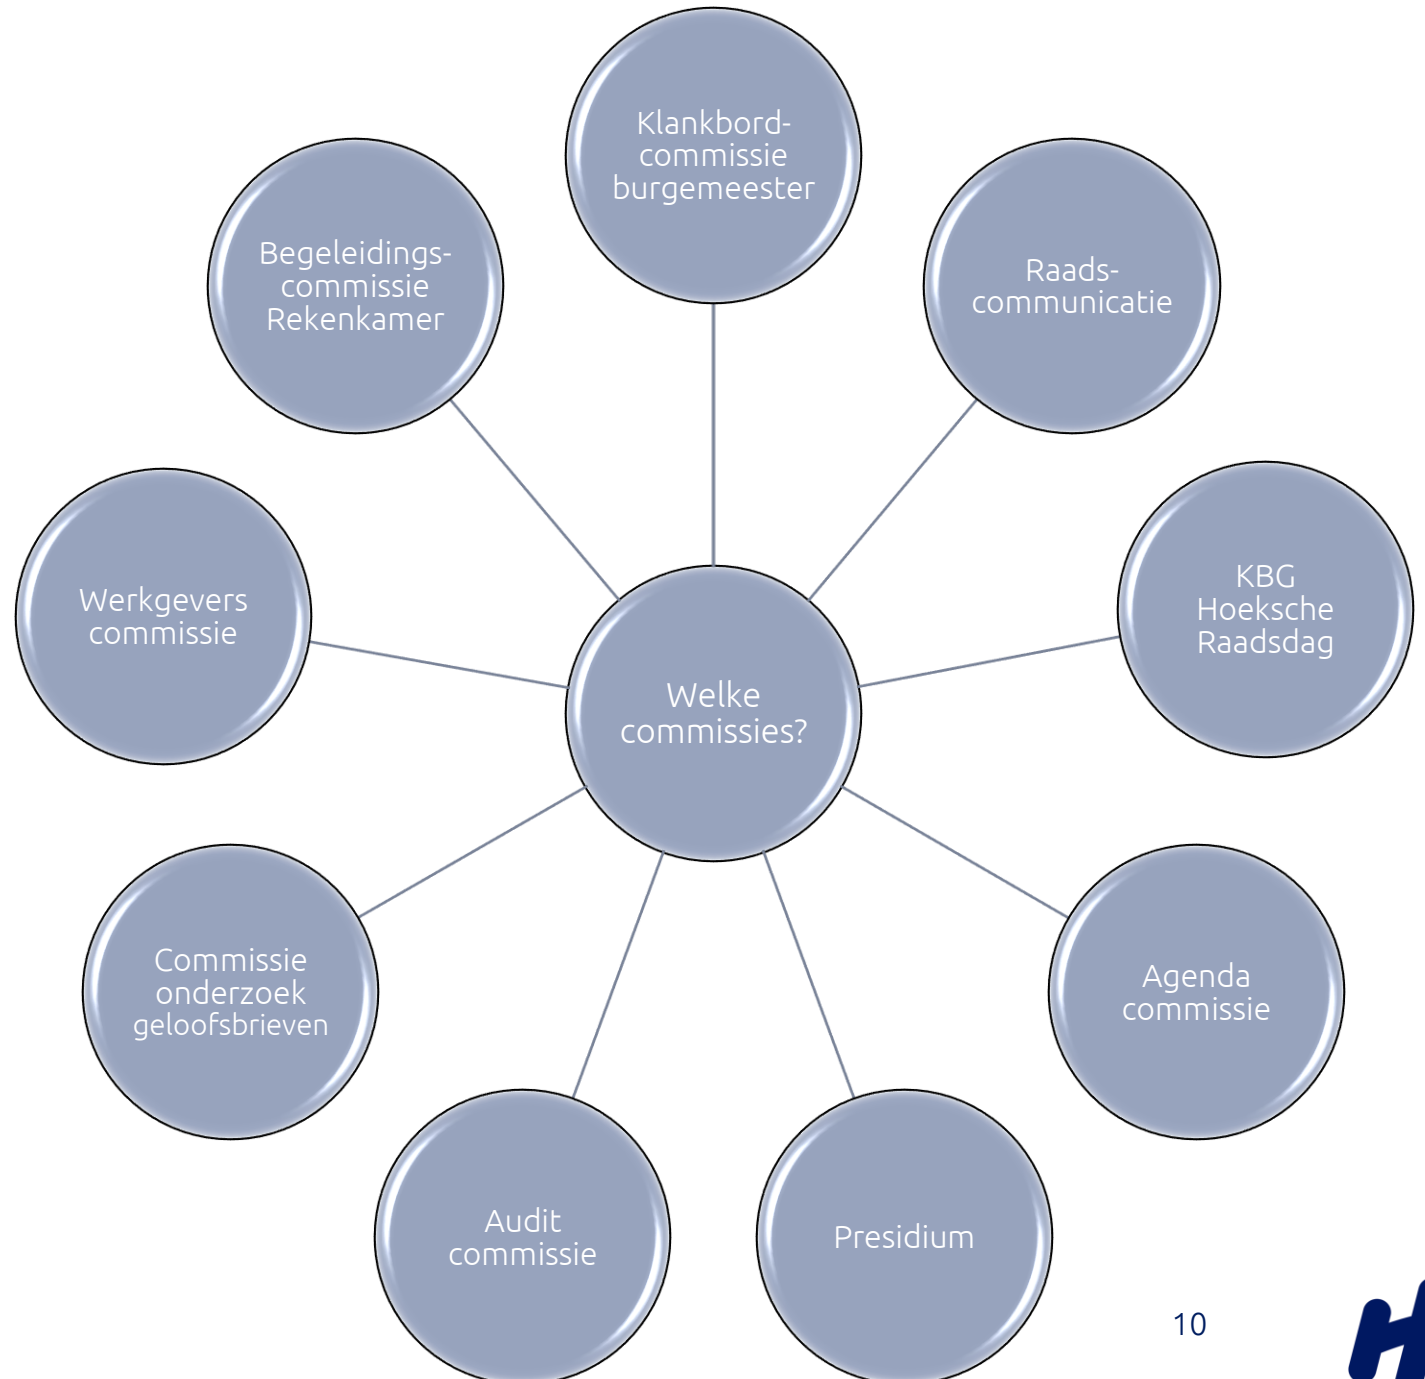 Klankbord-
commissie
burgemeester
Raads-
communicatie
KBG
Hoeksche
Raadsdag
Agenda
commissie
Presidium
Audit
commissie
Commissie
onderzoek
geloofsbrieven
Werkgevers
commissie
Begeleidings-
commissie
Rekenkamer
Welke
commissies?
10